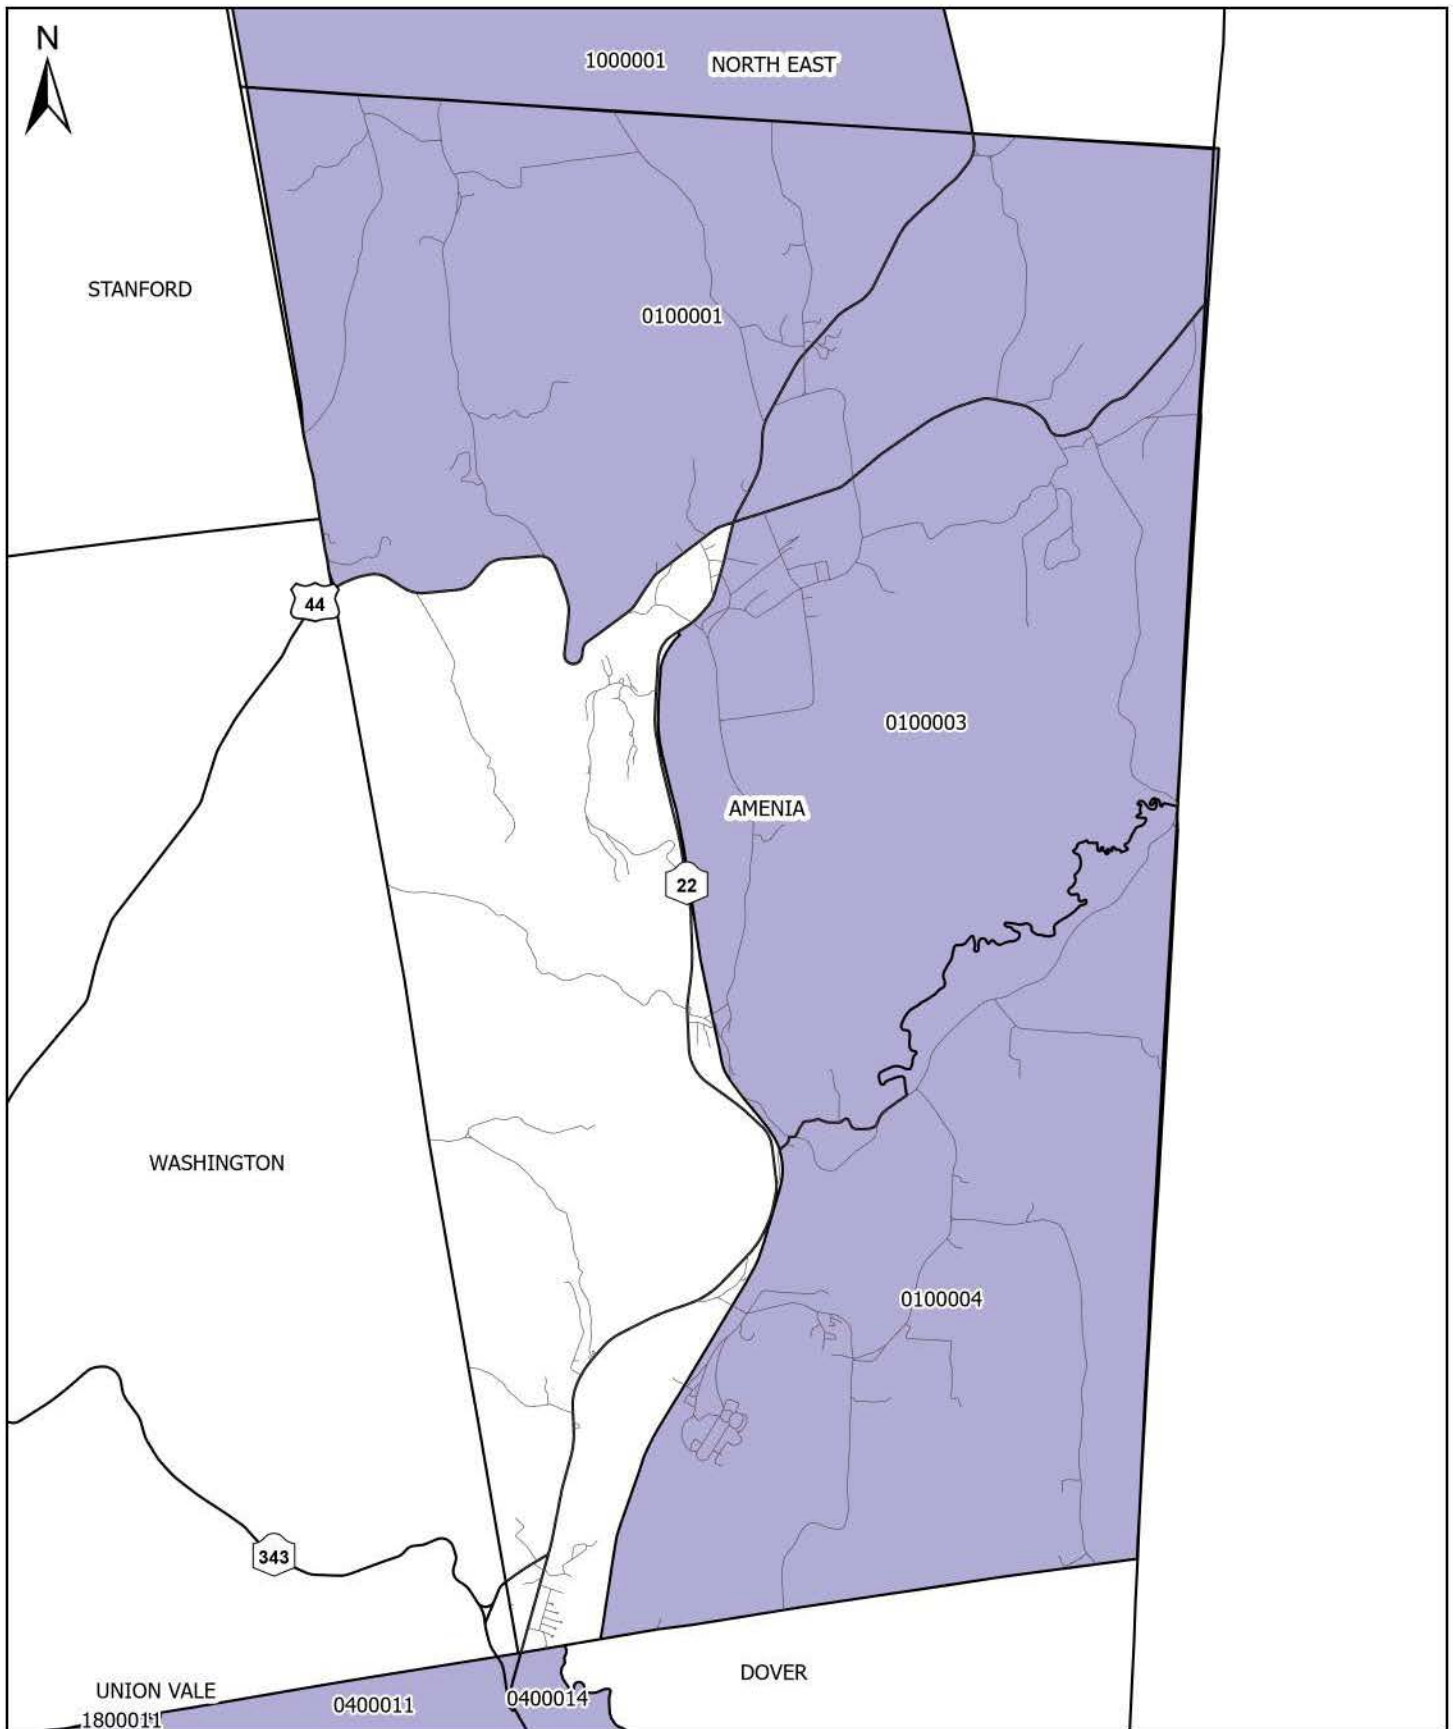 N
1000001 NORTH EAST
STANFORD
0100001
44
0100003
AMENIA
22
WASHINGTON
0100004
343
DOVER
UNION VALE
0400011
0400014
1800011